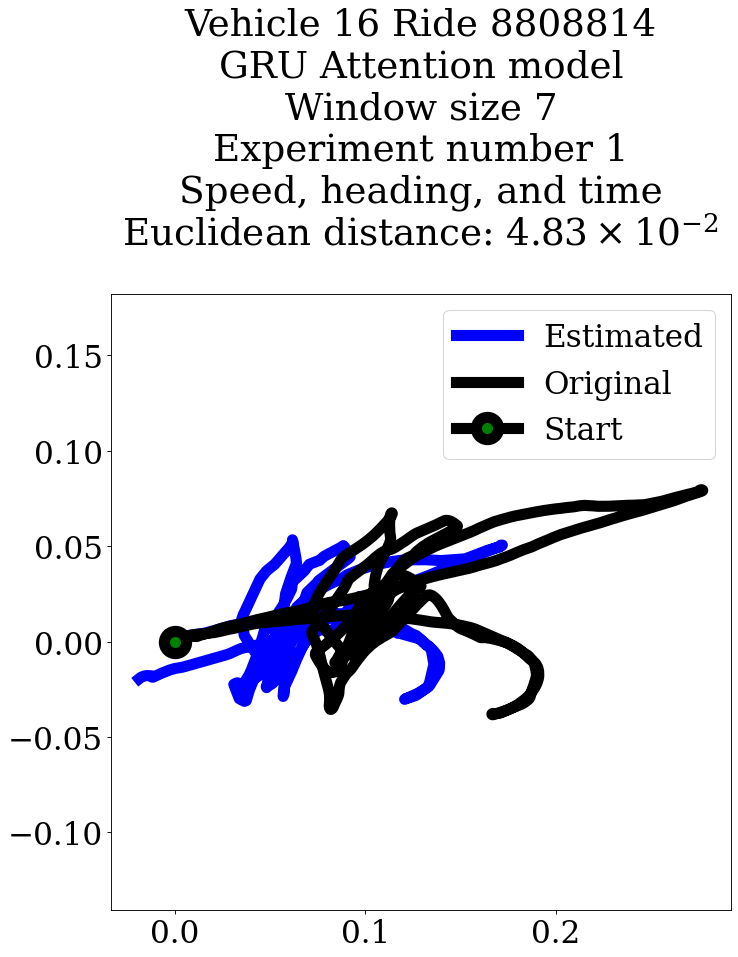 Vehicle 16 Ride 8808814
GRU Attention model
Window size 7
Experiment number 1
Speed, heading, and time
Euclidean distance: 4.83 × 10⁻²
Estimated
Original
Start
0.15
0.10
0.05
0.00
−0.05
−0.10
0.0 0.1 0.2